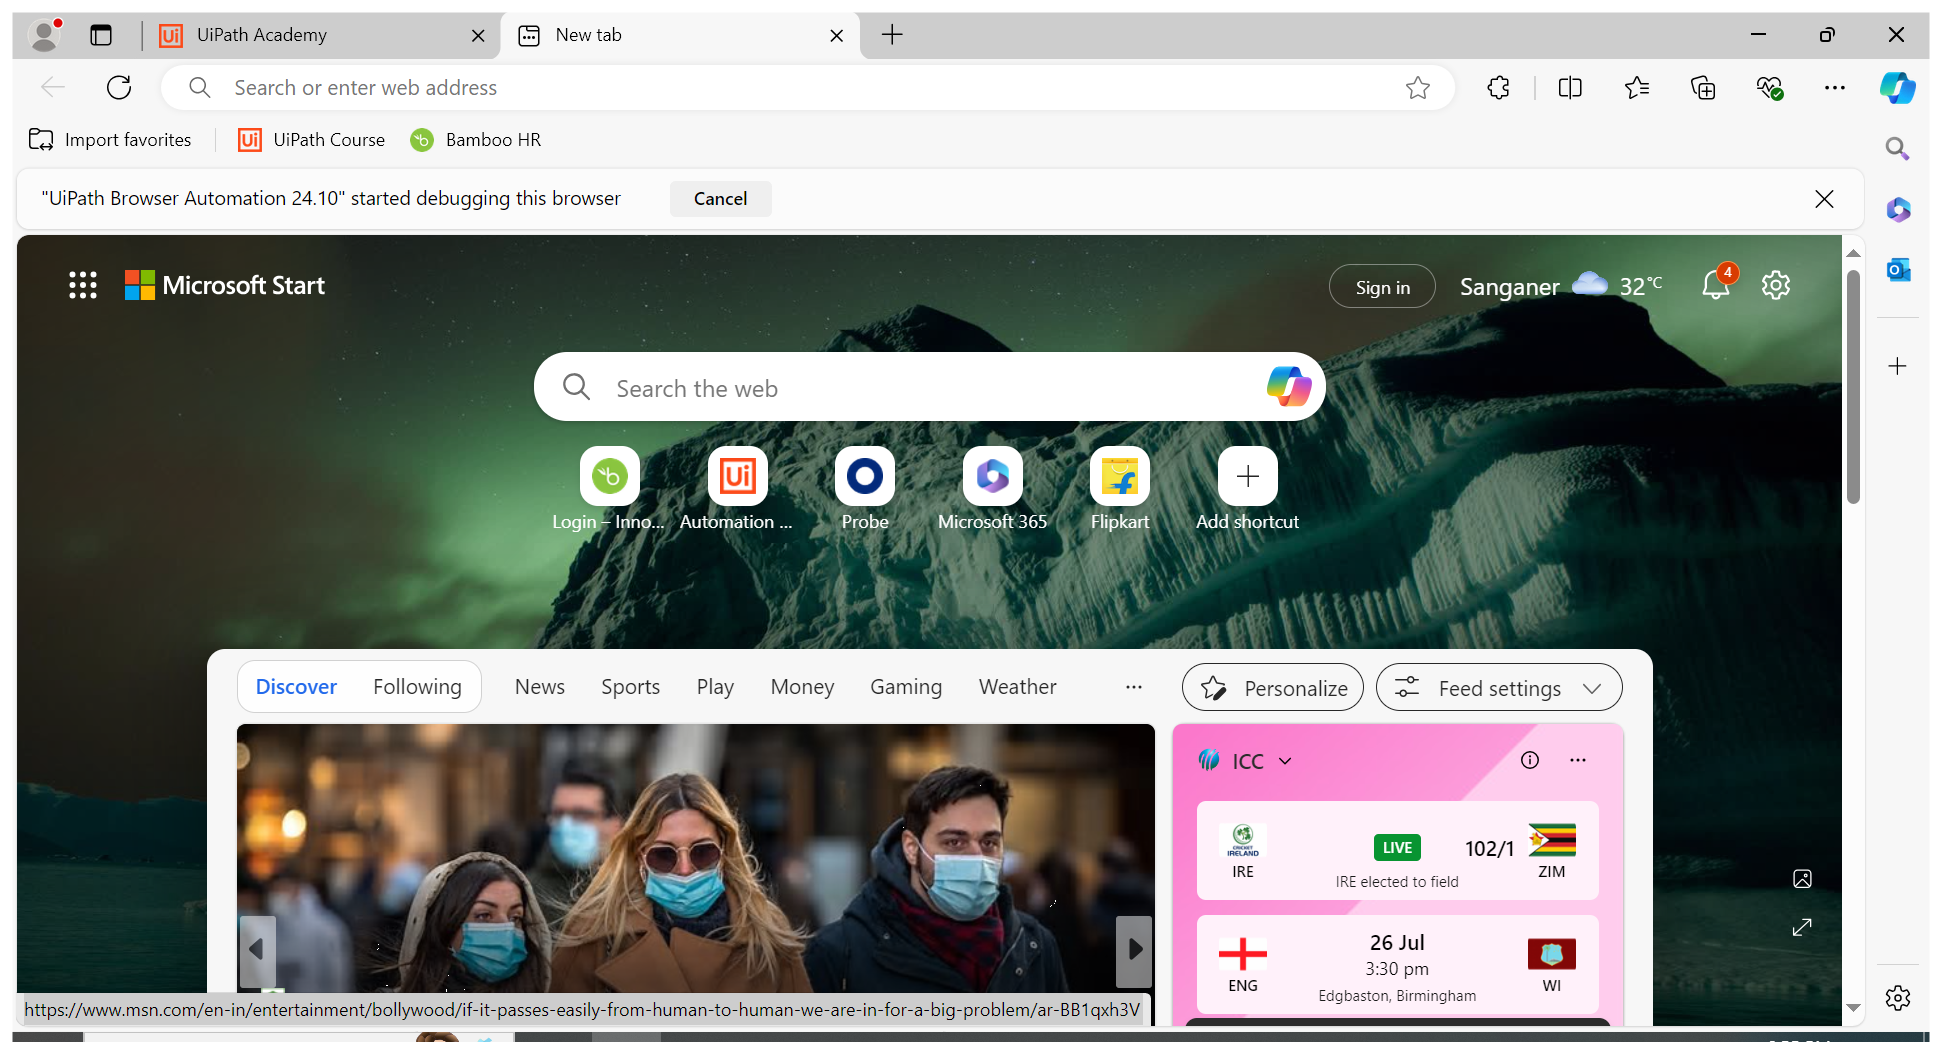 UiPath Academy
New tab
Search or enter web address
Import favorites
UiPath Course
Bamboo HR
"UiPath Browser Automation 24.10" started debugging this browser
Cancel
Microsoft Start
Sign in
Sanganer
32°C
4
Search the web
Login – Inno...
Automation ...
Probe
Microsoft 365
Flipkart
Add shortcut
Discover
Following
News
Sports
Play
Money
Gaming
Weather
Personalize
Feed settings
ICC
CRICKET
IRELAND
IRE
LIVE
102/1
ZIM
IRE elected to field
26 Jul
3:30 pm
ENG
WI
Edgbaston, Birmingham
https://www.msn.com/en-in/entertainment/bollywood/if-it-passes-easily-from-human-to-human-we-are-in-for-a-big-problem/ar-BB1qxh3V